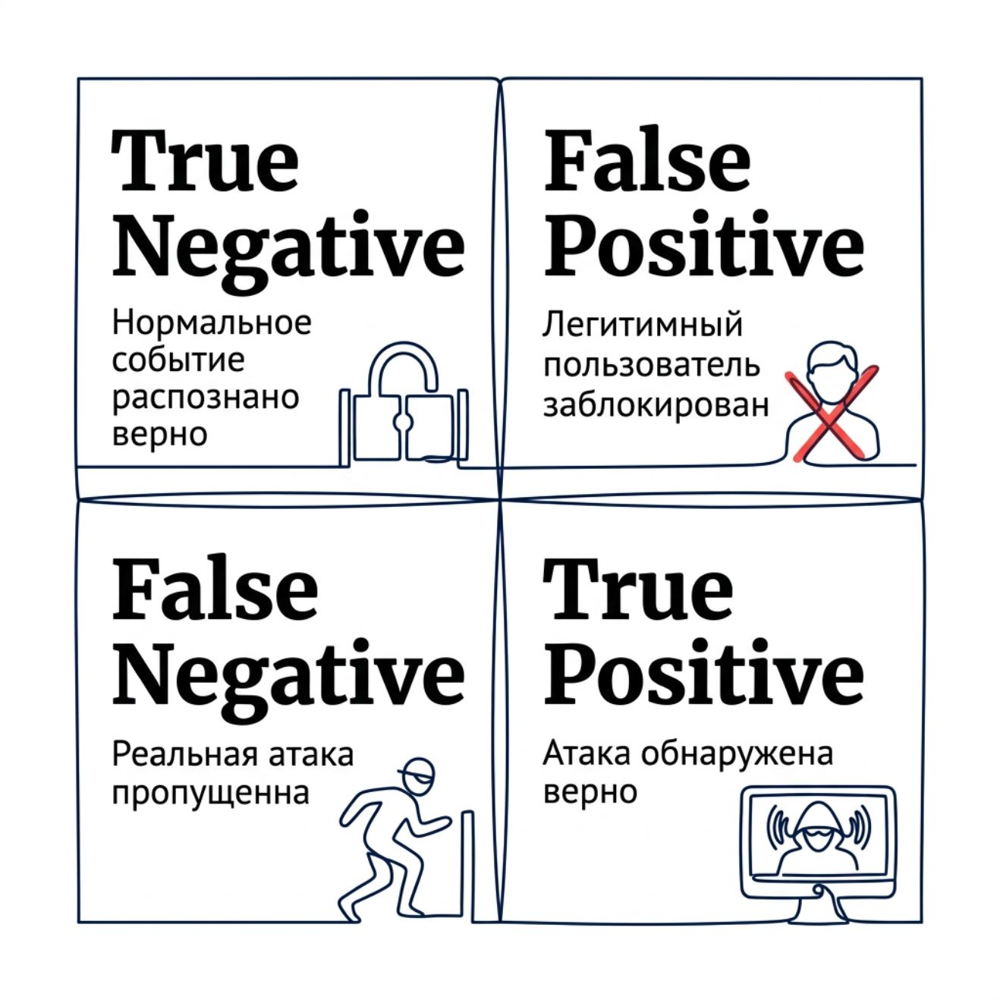 True
Negative
Нормальное
событие
распознано
верно
False
Positive
Легитимный
пользователь
заблокирован
False
Negative
Реальная атака
пропущенна
True
Positive
Атака обнаружена
верно